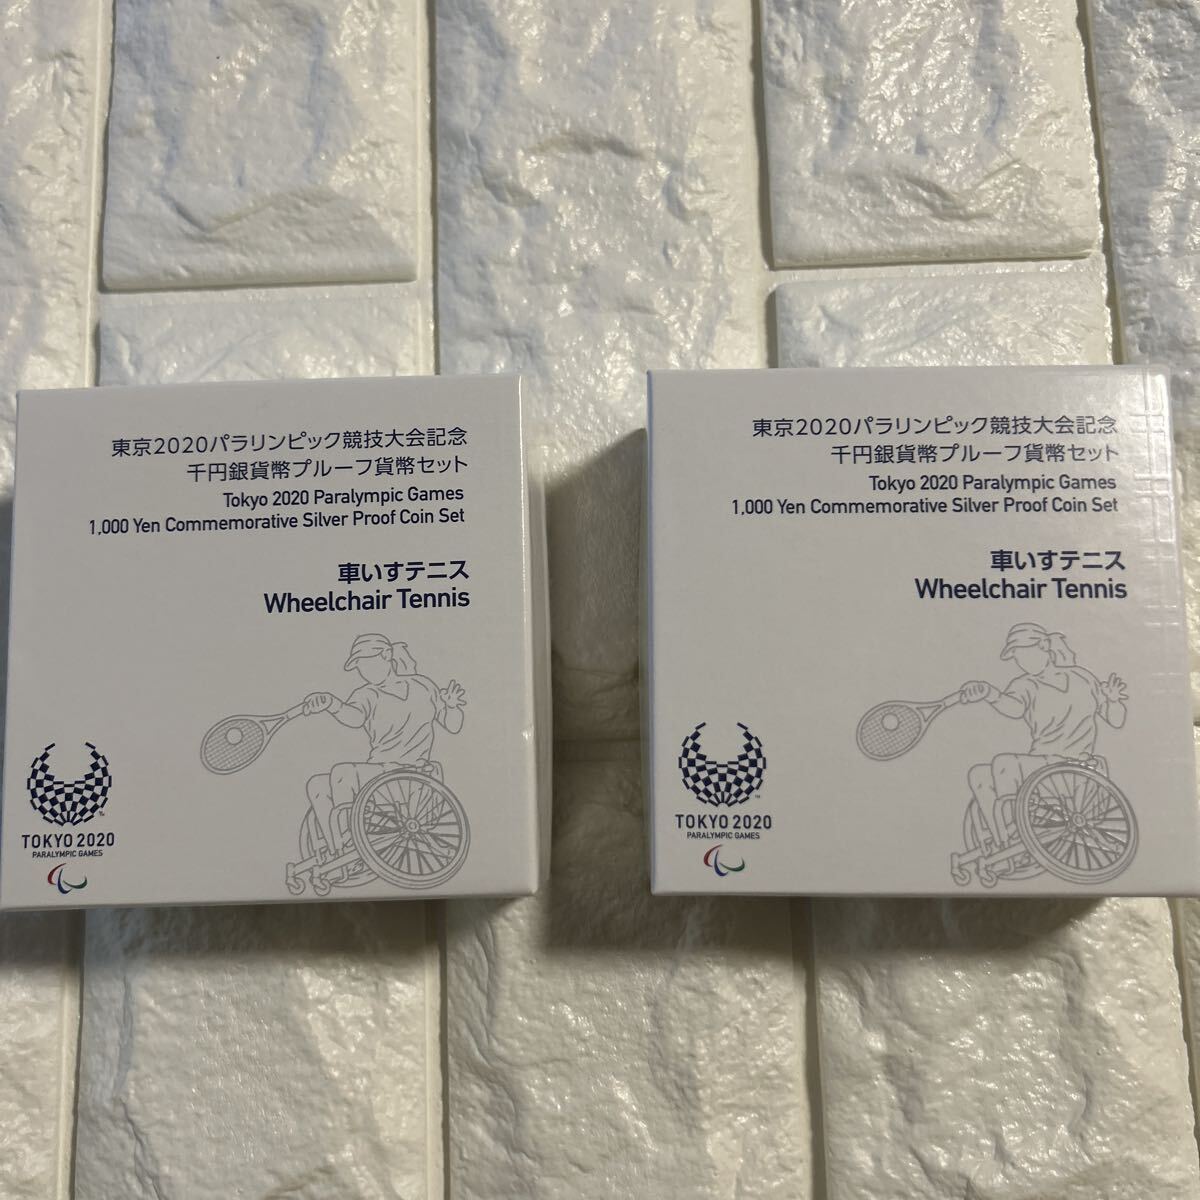 東京2020パラリンピック競技大会記念
千円銀貨幣プルーフ貨幣セット
Tokyo 2020 Paralympic Games
1,000 Yen Commemorative Silver Proof Coin Set
車いすテニス
Wheelchair Tennis
TM
TOKYO 2020
PARALYMPIC GAMES
東京2020パラリンピック競技大会記念
千円銀貨幣プルーフ貨幣セット
Tokyo 2020 Paralympic Games
1,000 Yen Commemorative Silver Proof Coin Set
車いすテニス
Wheelchair Tennis
TM
TOKYO 2020
PARALYMPIC GAMES